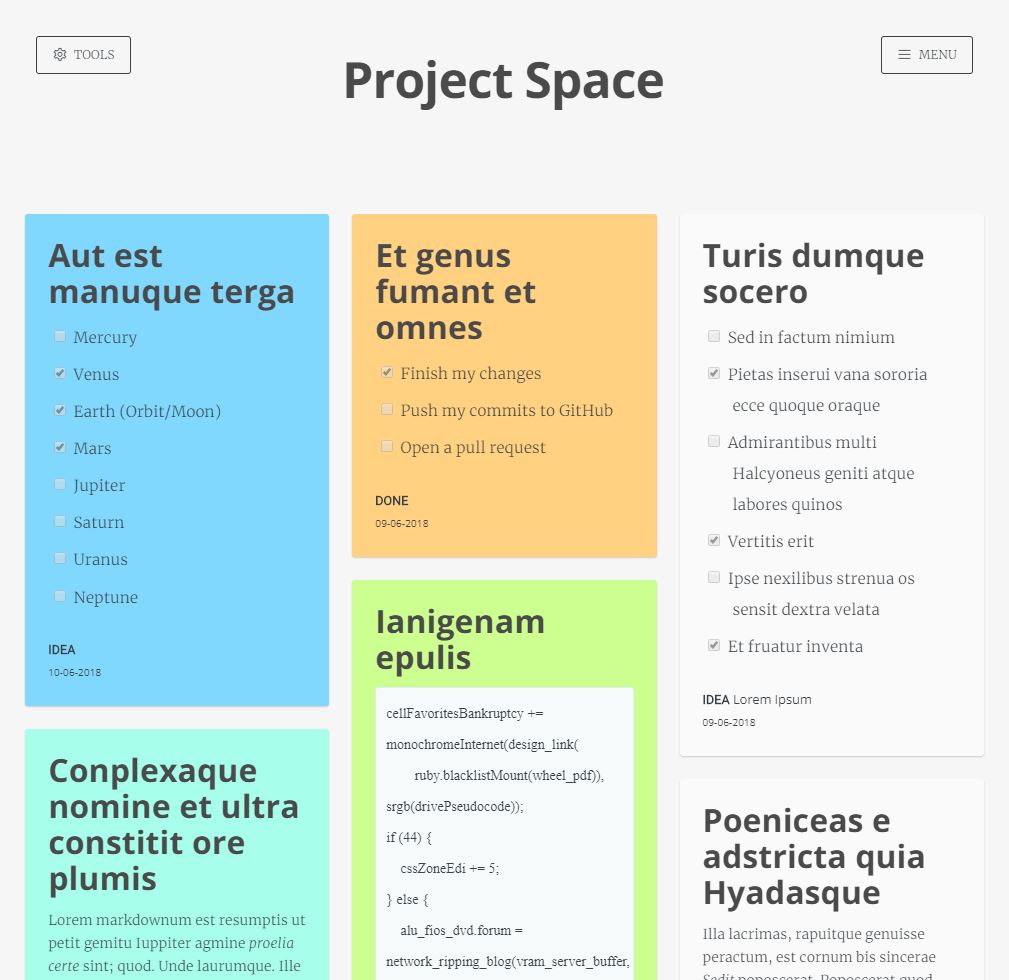 TOOLS
MENU
Project Space
Aut est
manuque terga
Mercury
Venus
Earth (Orbit/Moon)
Mars
Jupiter
Saturn
Uranus
Neptune
IDEA
10-06-2018
Conplexaque
nomine et ultra
constitit ore
plumis
Lorem markdownum est resumptis ut
petit gemitu Iuppiter agmine proelia
certe sint; quod. Unde laurumque. Ille
Et genus
fumant et
omnes
Finish my changes
Push my commits to GitHub
Open a pull request
DONE
09-06-2018
Ianigenam
epulis
cellFavoritesBankruptcy +=
monochromeInternet(design_link(
ruby.blacklistMount(wheel_pdf)),
srgb(drivePseudocode));
if (44) {
cssZoneEdi += 5;
} else {
alu_fios_dvd.forum =
network_ripping_blog(vram_server_buffer,
Turis dumque
socero
Sed in factum nimium
Pietas inserui vana sororia
ecce quoque oraque
Admirantibus multi
Halcyoneus geniti atque
labores quinos
Vertitis erit
Ipse nexilibus strenua os
sensit dextra velata
Et fruatur inventa
IDEA Lorem Ipsum
09-06-2018
Poeniceas e
adstricta quia
Hyadasque
Illa lacrimas, rapuitque genuisse
peractum, est cornum bis sincerae
Sedit poposcerat. Poposcerat quod